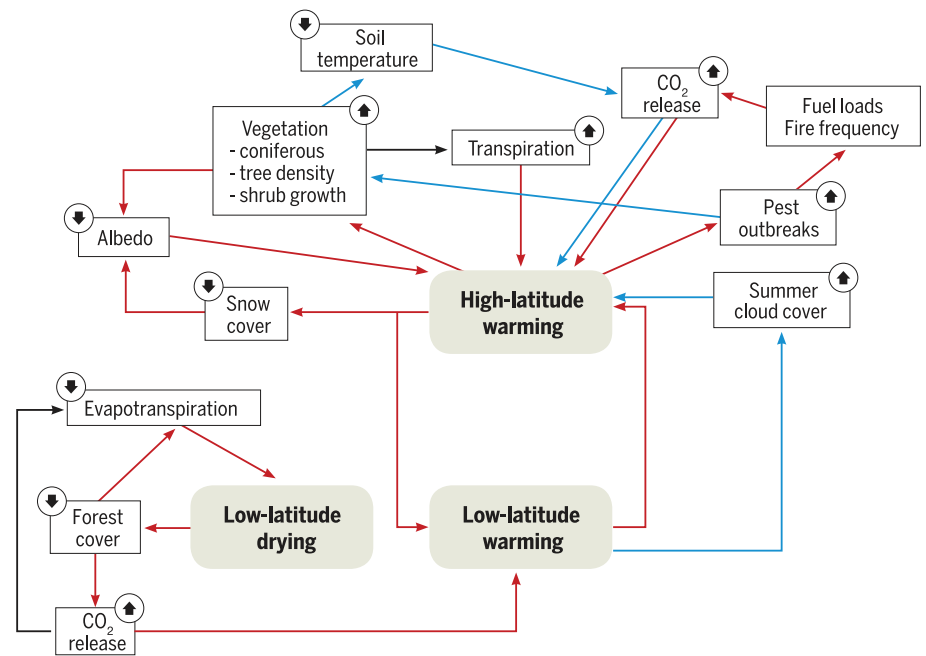 Soil
temperature
CO2
release
Fuel loads
Fire frequency
Vegetation
- coniferous
- tree density
- shrub growth
Transpiration
Pest
outbreaks
Albedo
Snow
cover
High-latitude
warming
Summer
cloud cover
Evapotranspiration
Forest
cover
Low-latitude
drying
Low-latitude
warming
CO2
release